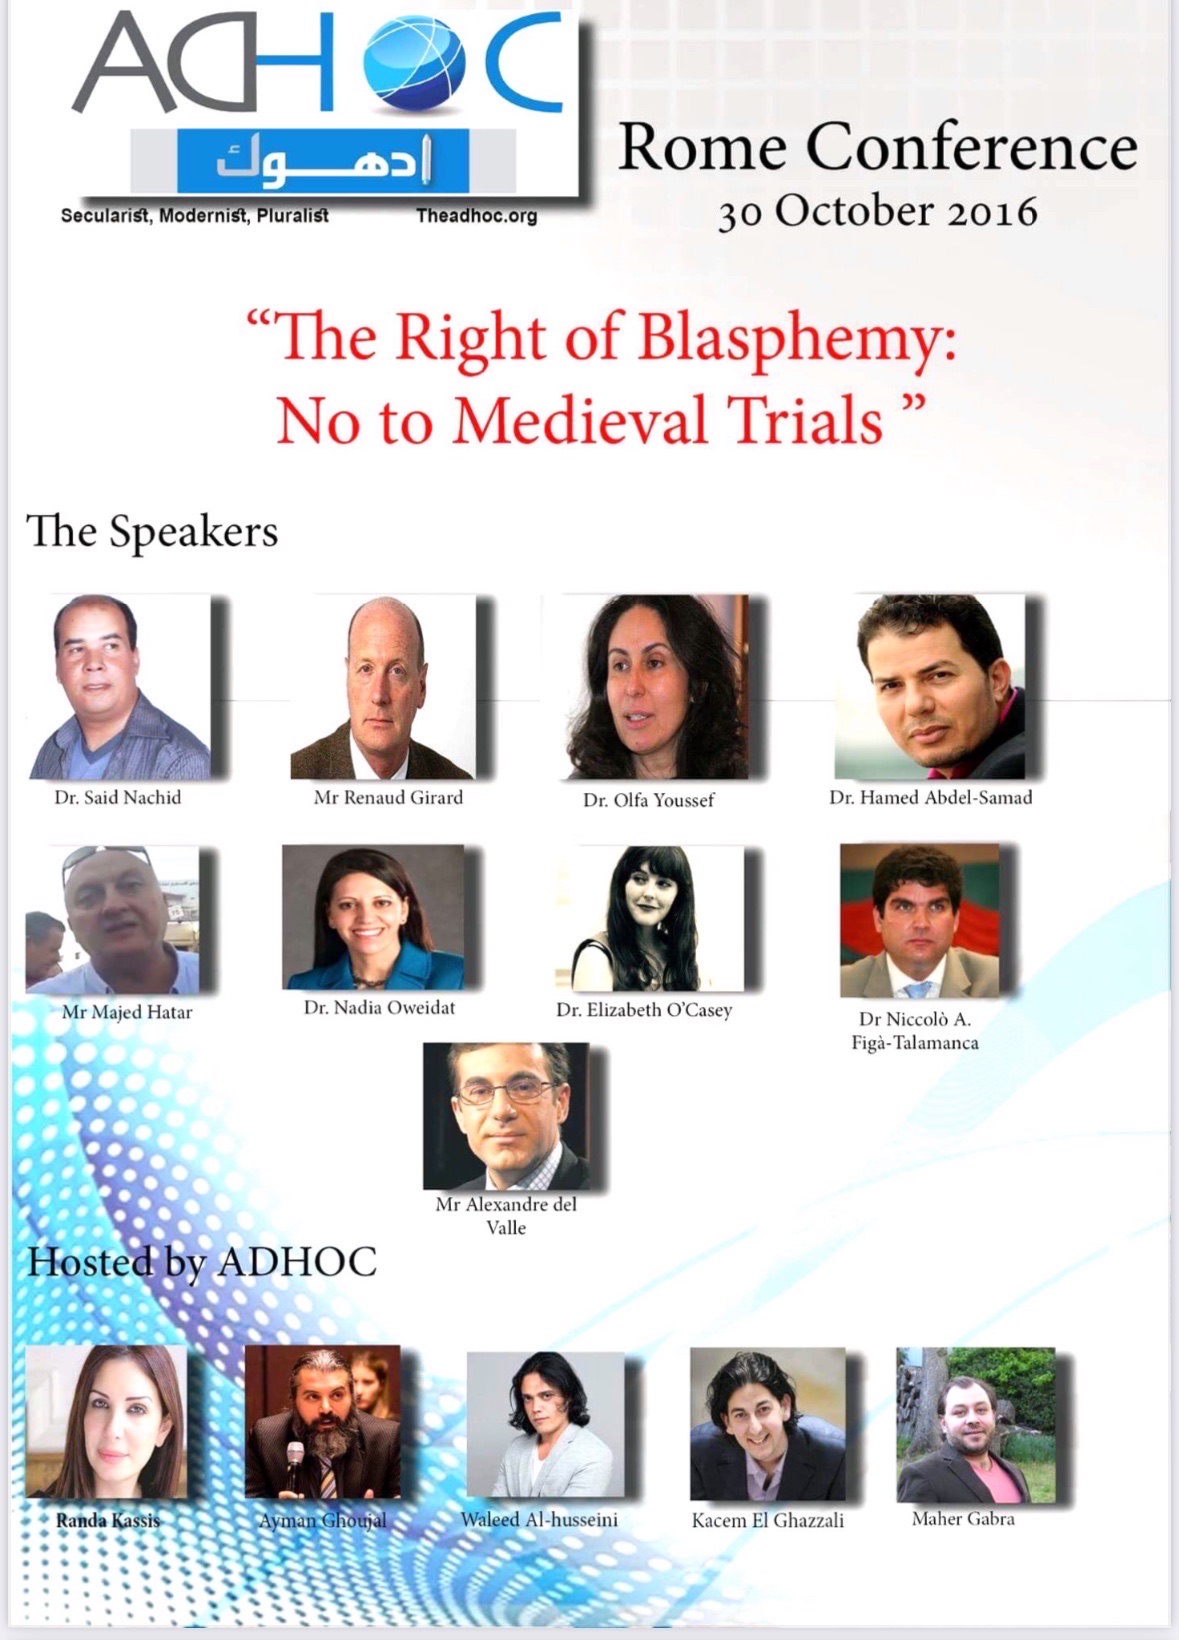 ADHOC
إدهــوك
Secularist, Modernist, Pluralist Theadhoc.org
Rome Conference
30 October 2016
“The Right of Blasphemy:
No to Medieval Trials ”
The Speakers
Dr. Said Nachid
Mr Renaud Girard
Dr. Olfa Youssef
Dr. Hamed Abdel-Samad
Mr Majed Hatar
Dr. Nadia Oweidat
Dr. Elizabeth O’Casey
Dr Niccolò A.
Figà-Talamanca
Mr Alexandre del
Valle
Hosted by ADHOC
Randa Kassis
Ayman Ghoujal
Waleed Al-husseini
Kacem El Ghazzali
Maher Gabra